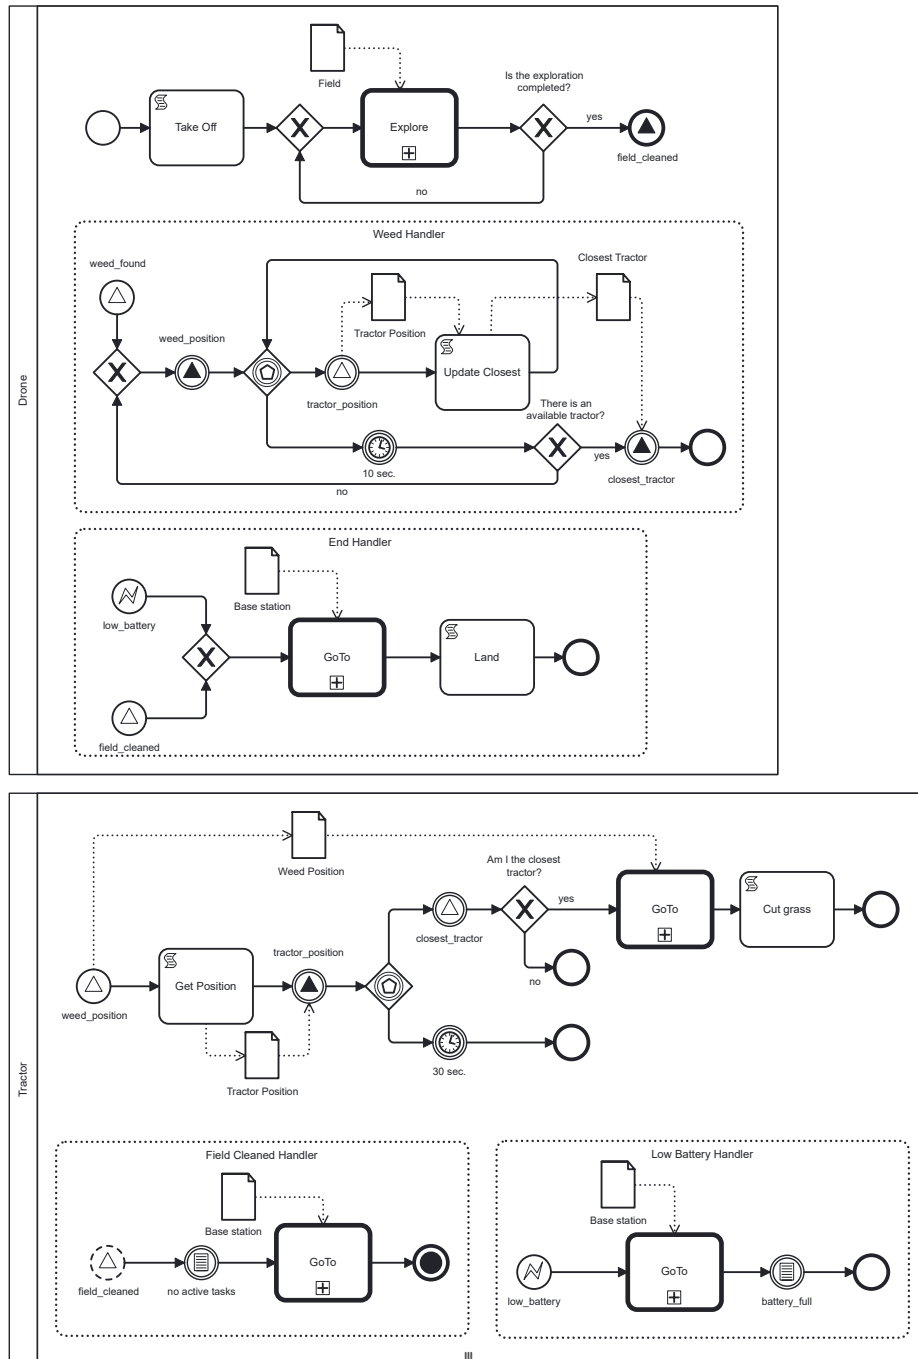 Drone
Field
Take Off
Explore
Is the exploration
completed?
yes
field_cleaned
no
Weed Handler
weed_found
weed_position
tractor_position
Tractor Position
Update Closest
Closest Tractor
10 sec.
There is an
available tractor?
yes
closest_tractor
no
End Handler
low_battery
field_cleaned
Base station
GoTo
Land
Tractor
Weed Position
weed_position
Get Position
Tractor Position
tractor_position
closest_tractor
Am I the closest
tractor?
yes
no
GoTo
Cut grass
30 sec.
Field Cleaned Handler
Base station
field_cleaned
no active tasks
GoTo
Low Battery Handler
Base station
low_battery
GoTo
battery_full